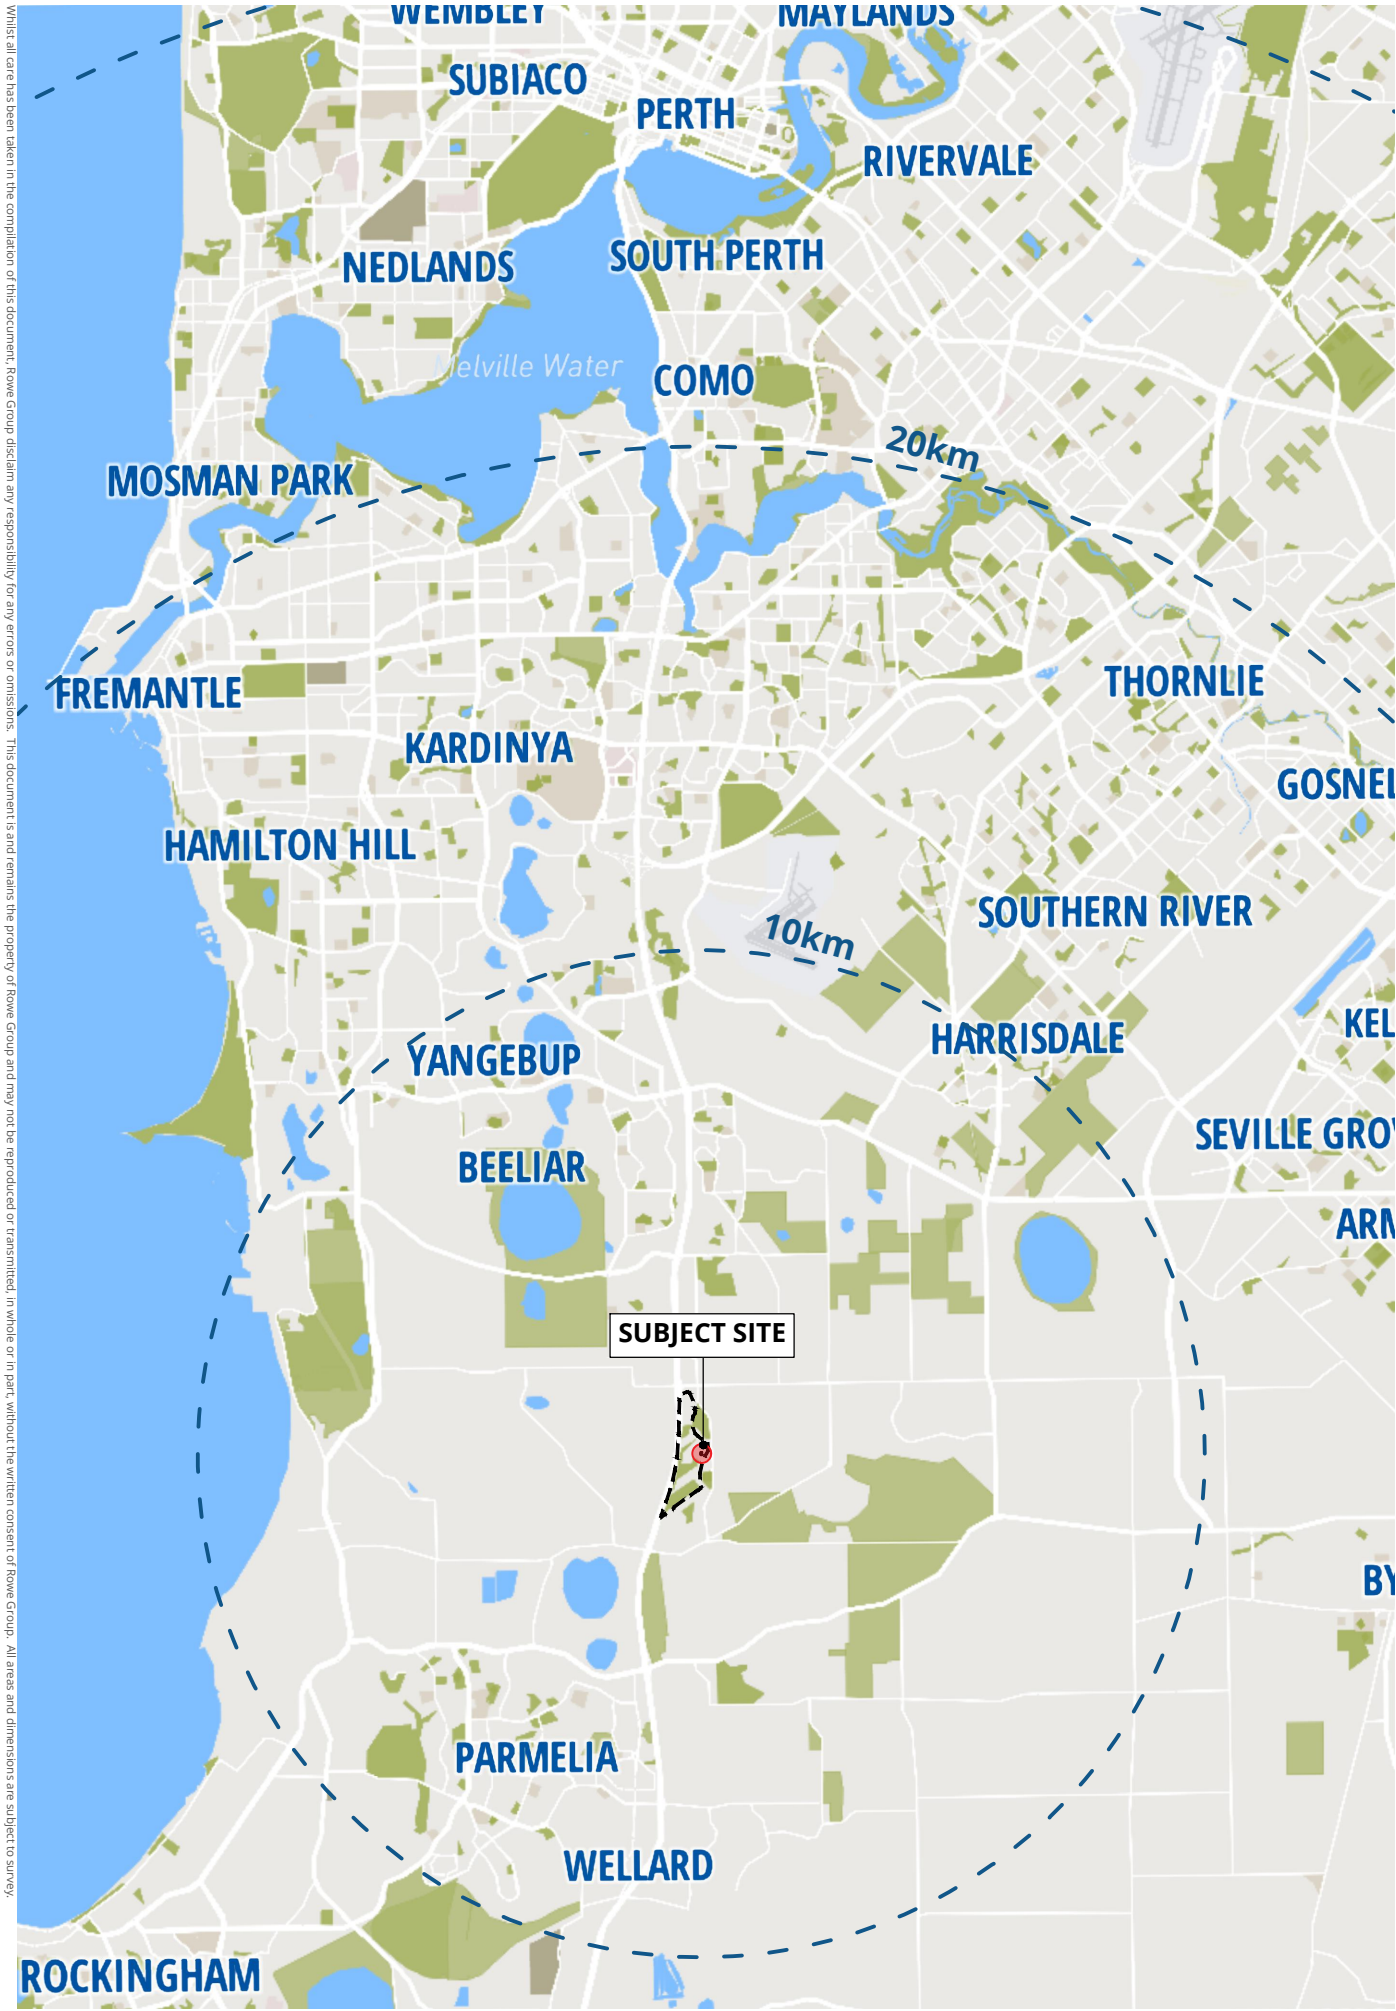 WEMBLEY
MAYLANDS
SUBIACO
PERTH
RIVERVALE
SOUTH PERTH
NEDLANDS
Melville Water
COMO
20km
MOSMAN PARK
THORNLIE
FREMANTLE
KARDINYA
GOSNEL
HAMILTON HILL
SOUTHERN RIVER
10km
KEL
HARRISDALE
YANGEBUP
SEVILLE GRO
BEELIAR
ARM
SUBJECT SITE
BY
PARMELIA
WELLARD
ROCKINGHAM
Whilst all care has been taken in the compilation of this document, Rowe Group disclaim any responsibility for any errors or omissions. This document is and remains the property of Rowe Group and may not be reproduced or transmitted, in whole or in part, without the written consent of Rowe Group. All areas and dimensions are subject to survey.